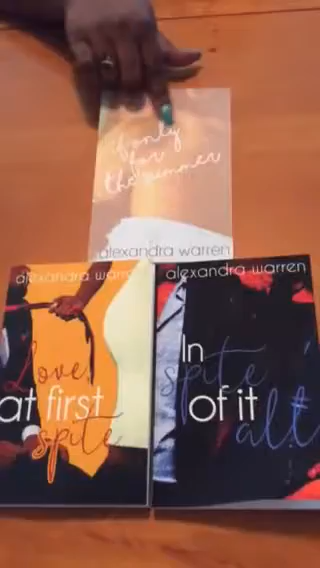 if only
for
the summer
alexandra warren
alexandra warren
Love
at first
spite
alexandra warren
In
spite
of it
all